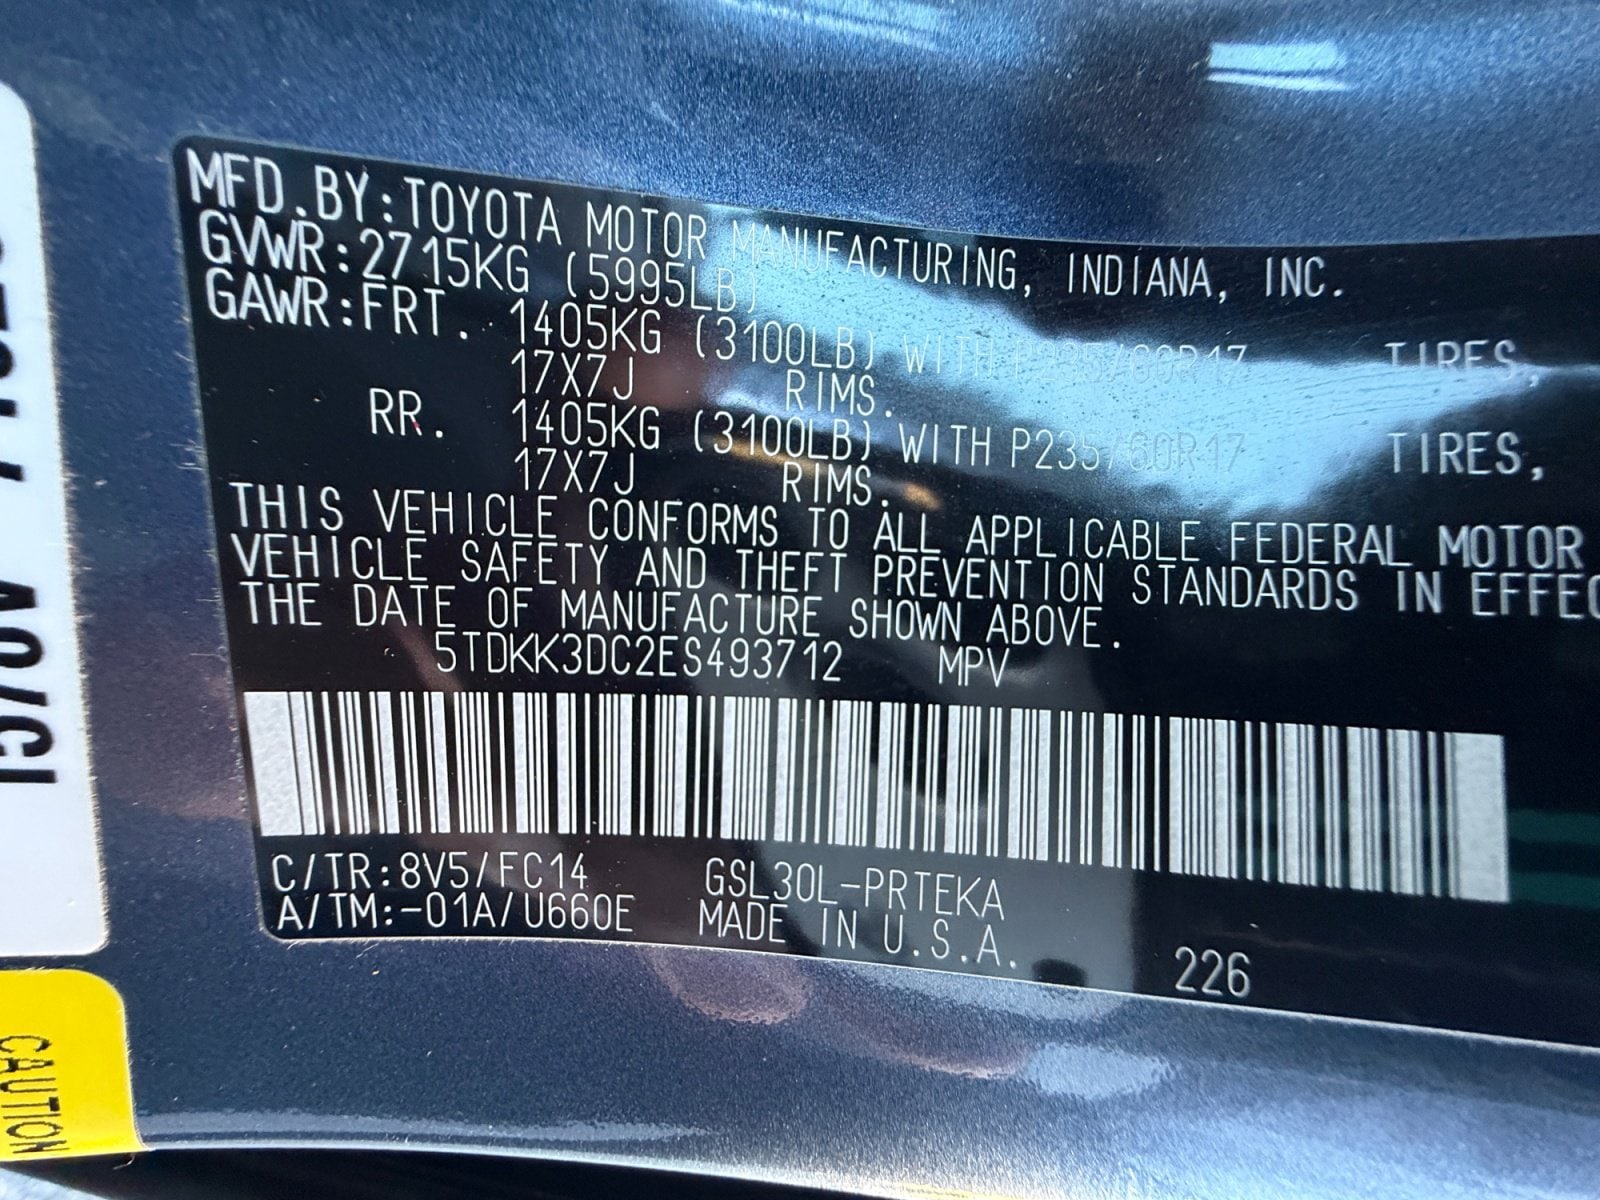 MFD.BY:TOYOTA MOTOR MANUFACTURING, INDIANA, INC.
GVWR:2715KG (5995LB)
GAWR:FRT. 1405KG (3100LB) WITH P235/60R17 TIRES,
17X7J RIMS.
RR. 1405KG (3100LB) WITH P235/60R17 TIRES,
17X7J RIMS.
THIS VEHICLE CONFORMS TO ALL APPLICABLE FEDERAL MOTOR
VEHICLE SAFETY AND THEFT PREVENTION STANDARDS IN EFFEC
THE DATE OF MANUFACTURE SHOWN ABOVE.
5TDKK3DC2ES493712 MPV
C/TR:8V5/FC14 GSL30L-PRTEKA
A/TM:-01A/U660E MADE IN U.S.A.
226
CAUTION